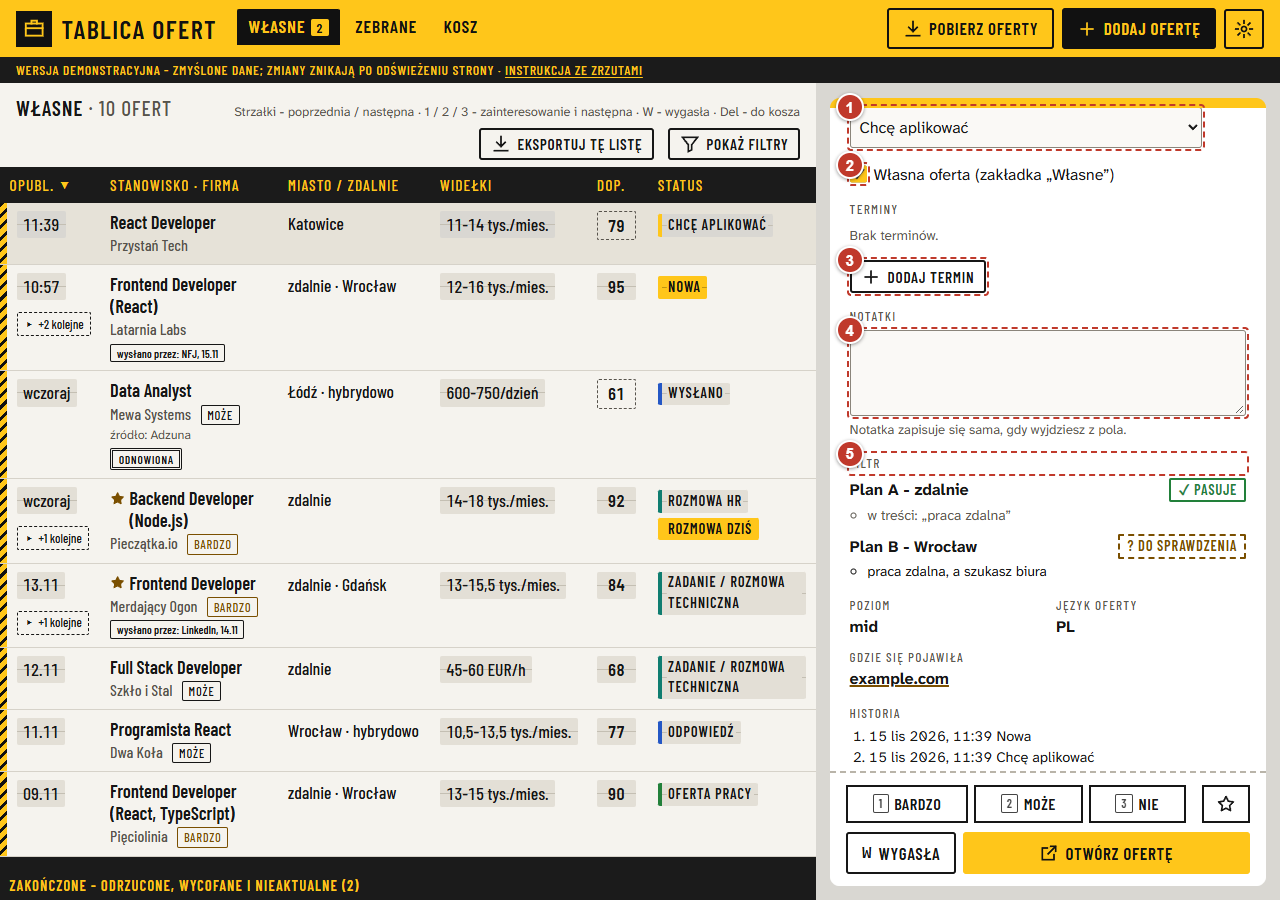 TABLICA OFERT
WŁASNE 2
ZEBRANE
KOSZ
POBIERZ OFERTY
DODAJ OFERTĘ
WERSJA DEMONSTRACYJNA - ZMYŚLONE DANE; ZMIANY ZNIKAJĄ PO ODŚWIEŻENIU STRONY · INSTRUKCJA ZE ZRZUTAMI
WŁASNE · 10 OFERT
Strzałki - poprzednia / następna · 1 / 2 / 3 - zainteresowanie i następna · W - wygasła · Del - do kosza
EKSPORTUJ TĘ LISTĘ
POKAŻ FILTRY
OPUBL. ▼ STANOWISKO · FIRMA MIASTO / ZDALNIE WIDEŁKI DOP. STATUS
11:39 React Developer Katowice 11-14 tys./mies. 79 CHCĘ APLIKOWAĆ
Przystań Tech
10:57 Frontend Developer zdalnie · Wrocław 12-16 tys./mies. 95 NOWA
(React)
+2 kolejne
Latarnia Labs
wysłano przez: NFJ, 15.11
wczoraj Data Analyst Łódź · hybrydowo 600-750/dzień 61 WYSŁANO
Mewa Systems MOŻE
źródło: Adzuna
ODNOWIONA
wczoraj Backend Developer zdalnie 14-18 tys./mies. 92 ROZMOWA HR
(Node.js) ROZMOWA DZIŚ
+1 kolejne
Pieczątka.io BARDZO
13.11 Frontend Developer zdalnie · Gdańsk 13-15,5 tys./mies. 84 ZADANIE / ROZMOWA
Merdający Ogon BARDZO TECHNICZNA
+1 kolejne
wysłano przez: LinkedIn, 14.11
12.11 Full Stack Developer zdalnie 45-60 EUR/h 68 ZADANIE / ROZMOWA
Szkło i Stal MOŻE TECHNICZNA
11.11 Programista React Wrocław · hybrydowo 10,5-13,5 tys./mies. 77 ODPOWIEDŹ
Dwa Koła MOŻE
09.11 Frontend Developer zdalnie · Wrocław 13-15 tys./mies. 90 OFERTA PRACY
(React, TypeScript)
Pięciolinia BARDZO
ZAKOŃCZONE - ODRZUCONE, WYCOFANE I NIEAKTUALNE (2)
1
Chcę aplikować
2
Własna oferta (zakładka „Własne”)
TERMINY
Brak terminów.
3
DODAJ TERMIN
NOTATKI
4
Notatka zapisuje się sama, gdy wyjdziesz z pola.
5
Plan A - zdalnie PASUJE
w treści: „praca zdalna”
Plan B - Wrocław ? DO SPRAWDZENIA
praca zdalna, a szukasz biura
POZIOM JĘZYK OFERTY
mid PL
GDZIE SIĘ POJAWIŁA
example.com
HISTORIA
1. 15 lis 2026, 11:39 Nowa
2. 15 lis 2026, 11:39 Chcę aplikować
1 BARDZO
2 MOŻE
3 NIE
W WYGASŁA
OTWÓRZ OFERTĘ